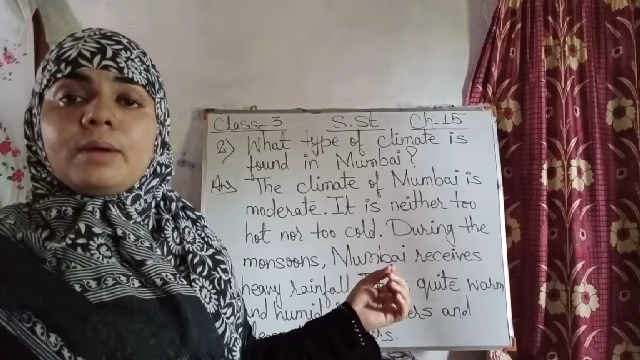 Class-3 S.St Ch-15
2) What type of climate is
found in Mumbai?
Ans The climate of Mumbai is
moderate. It is neither too
hot nor too cold. During the
monsoons, Mumbai receives
heavy rainfall. quite warm
and humid and